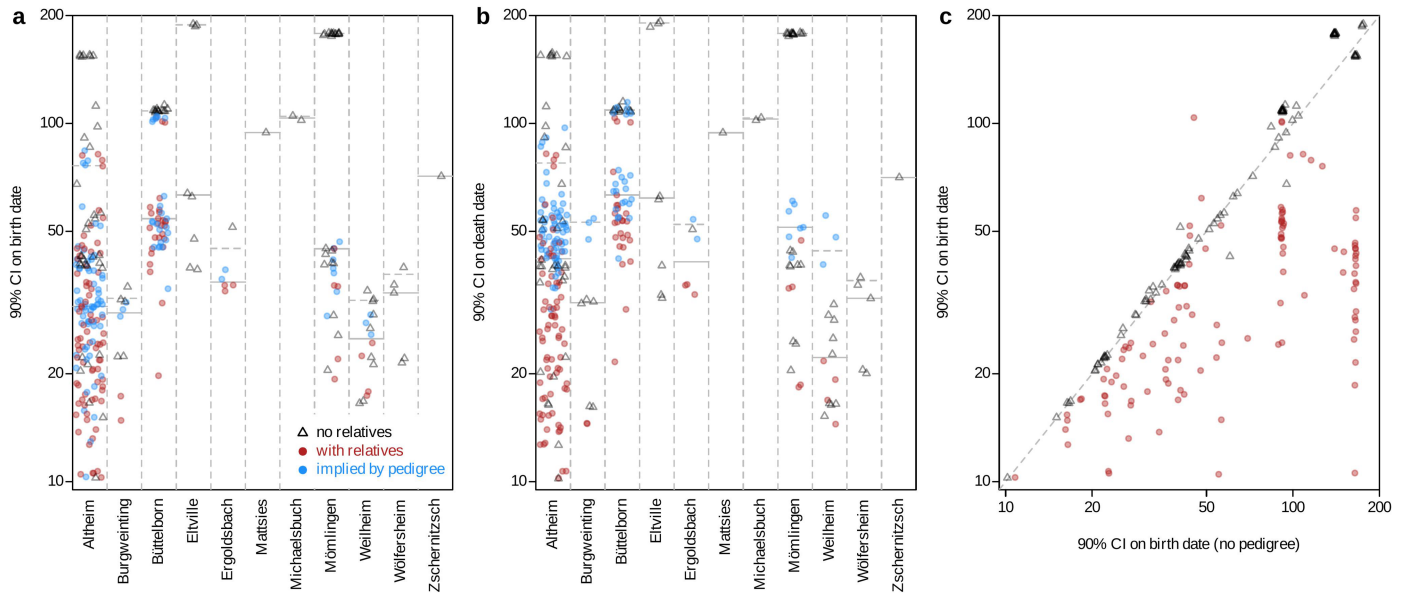 a
200
100
50
20
10
90% CI on birth date
no relatives
with relatives
implied by pedigree
Altheim
Burgweinting
Büttelborn
Eltville
Ergoldsbach
Mattsies
Michaelsbuch
Mömlingen
Weilheim
Wölfersheim
Zschernitzsch
b
200
100
50
20
10
90% CI on death date
Altheim
Burgweinting
Büttelborn
Eltville
Ergoldsbach
Mattsies
Michaelsbuch
Mömlingen
Weilheim
Wölfersheim
Zschernitzsch
c
200
100
50
20
10
90% CI on birth date
10
20
50
100
200
90% CI on birth date (no pedigree)